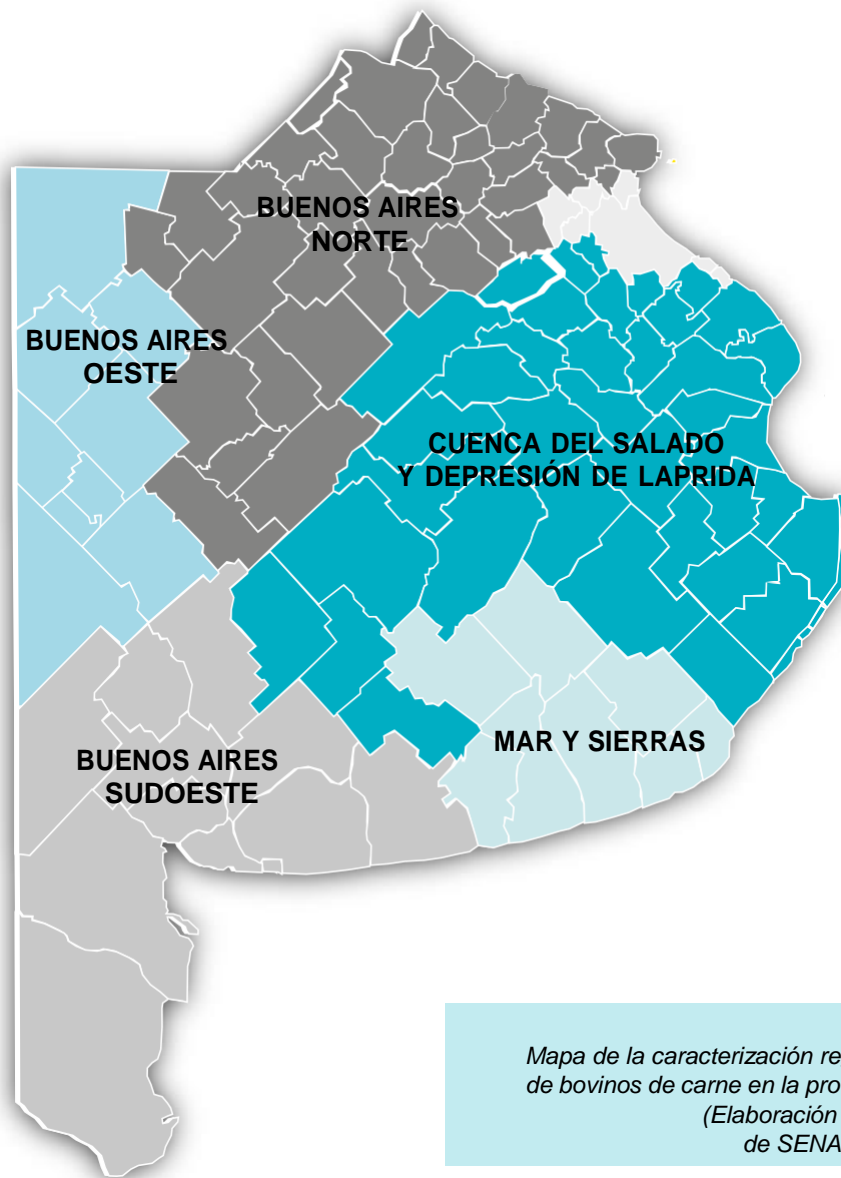 BUENOS AIRES
NORTE
BUENOS AIRES
OESTE
CUENCA DEL SALADO
Y DEPRESIÓN DE LAPRIDA
MAR Y SIERRAS
BUENOS AIRES
SUDOESTE
Mapa de la caracterización re
de bovinos de carne en la pro
(Elaboración
de SENA